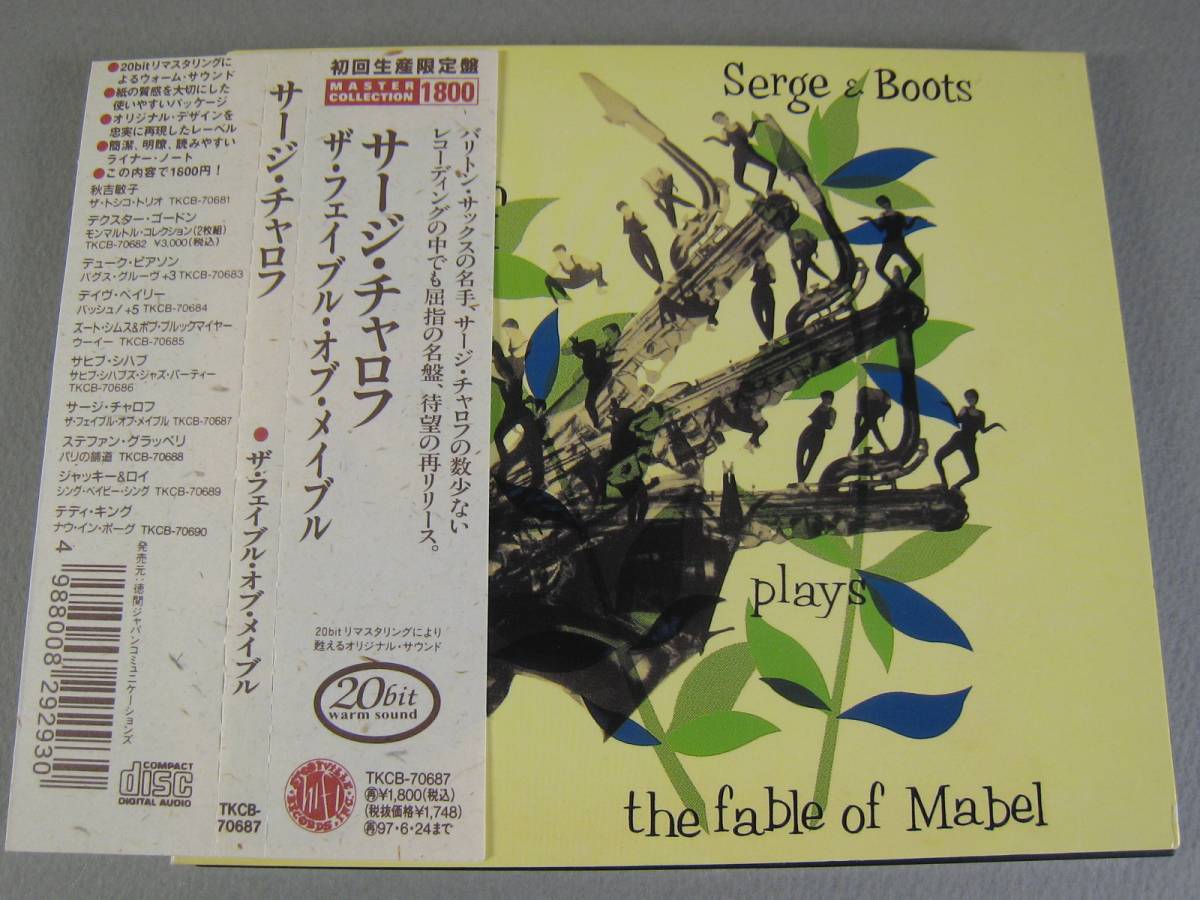 ●20bitリマスタリングに
よるウォーム・サウンド
●紙の質感を大切にした
使いやすいパッケージ
●オリジナル・デザインを
忠実に再現したレーベル
●簡潔、明瞭、読みやすい
ライナー・ノート
●この内容で1800円!
秋吉敏子
ザ・トシコ・トリオ TKCB-70681
デクスター・ゴードン
モンマルトル・コレクション(2枚組)
TKCB-70682 ¥3,000(税込)
デューク・ピアソン
バグス・グルーヴ+3 TKCB-70683
デイヴ・ベイリー
バッシュ!+5 TKCB-70684
ズート・シムス&ボブ・ブルックマイヤー
ウーイー TKCB-70685
サヒブ・シハブ
サヒブ・シハブズ・ジャズ・パーティー
TKCB-70686
サージ・チャロフ
ザ・フェイブル・オブ・メイブル TKCB-70687
ステファン・グラッペリ
パリの舗道 TKCB-70688
ジャッキー&ロイ
シング・ベイビー・シング TKCB-70689
テディ・キング
ナウ・イン・ボーグ TKCB-70690
発売元:徳間ジャパンコミュニケーションズ
4 988008 292930
COMPACT
disc
DIGITAL AUDIO
サージ・チャロフ
●ザ・フェイブル・オブ・メイブル
TKCB-
70687
初回生産限定盤
MASTER
COLLECTION 1800
サージ・チャロフ
ザ・フェイブル・オブ・メイブル
バリトン・サックスの名手、サージ・チャロフの数少ない
レコーディングの中でも屈指の名盤、待望の再リリース。
20bitリマスタリングにより
甦えるオリジナル・サウンド
20bit
warm sound
TKCB-70687
再¥1,800(税込)
(税抜価格¥1,748)
再97・6・24まで
Serge & Boots
plays
the fable of Mabel